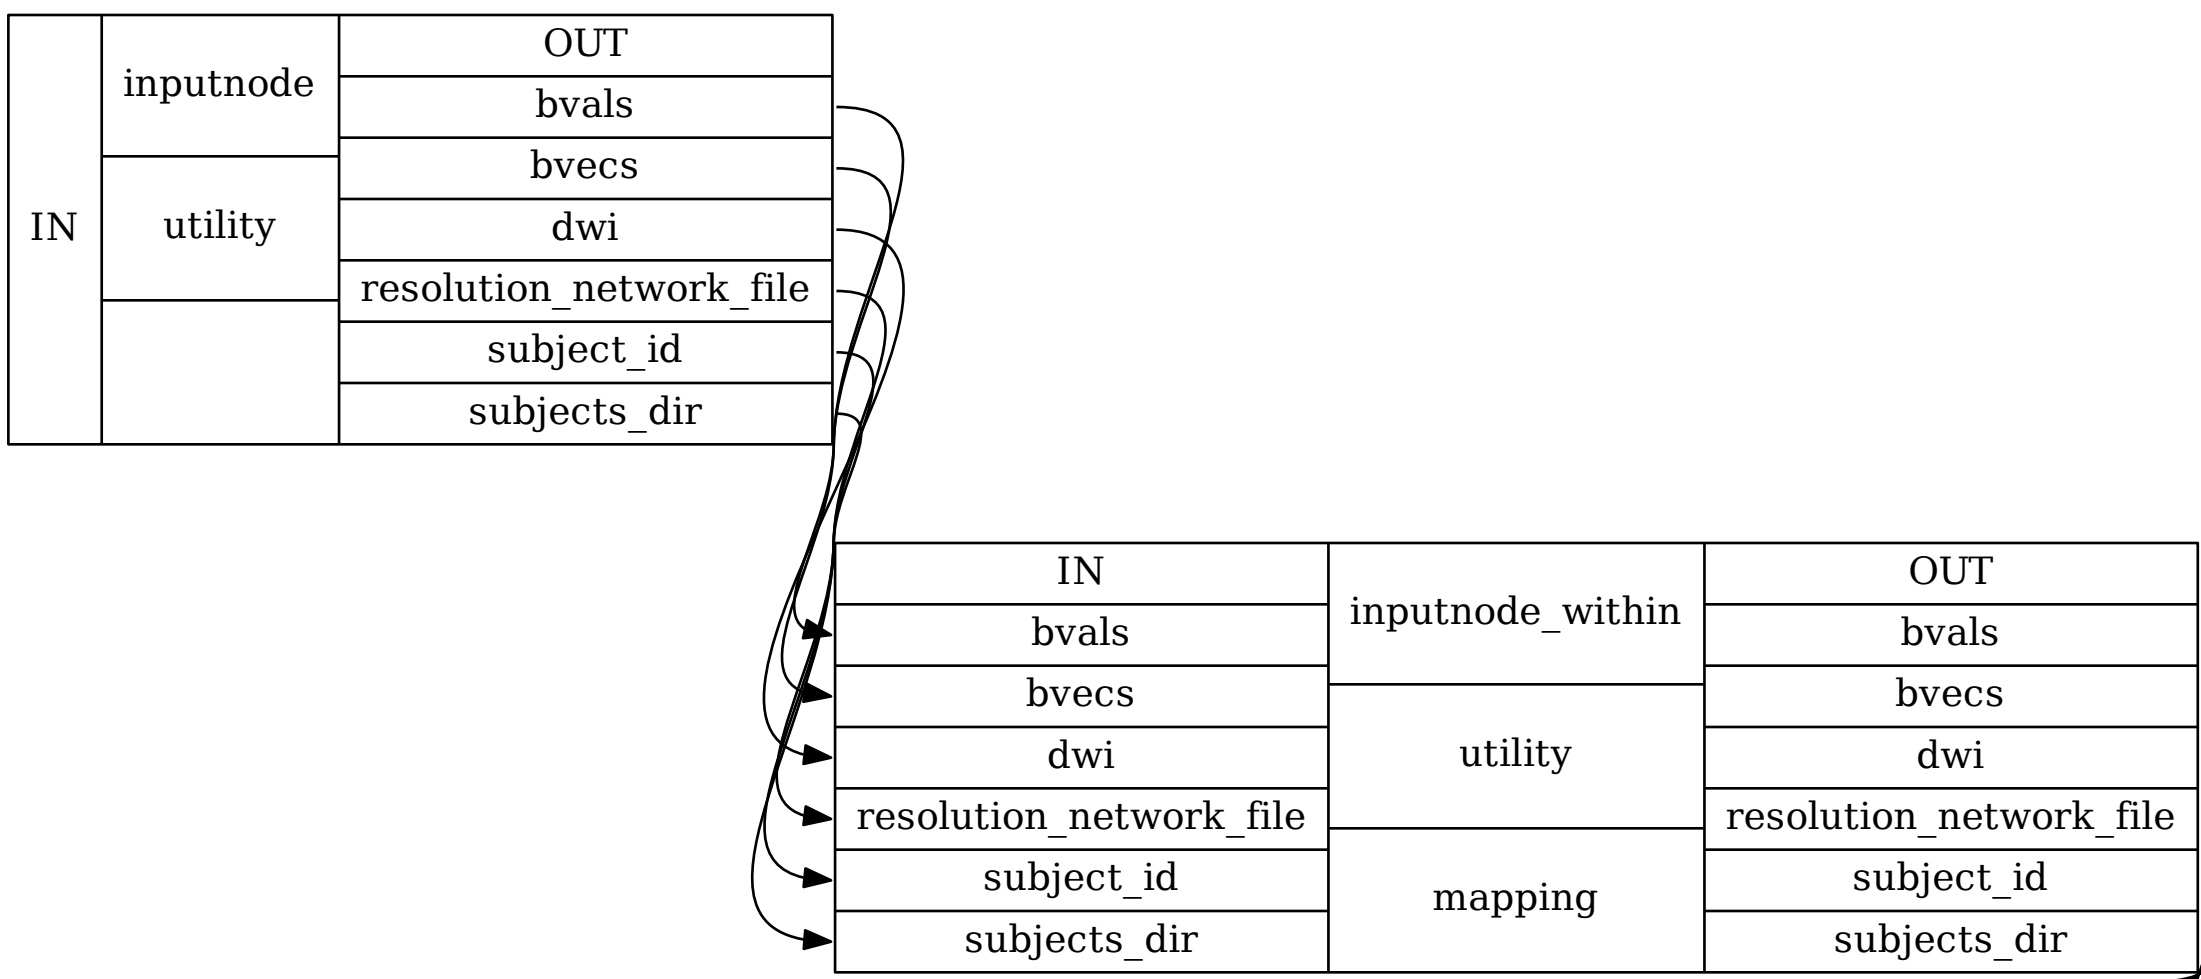 IN
inputnode
utility
OUT
bvals
bvecs
dwi
resolution_network_file
subject_id
subjects_dir
IN
bvals
bvecs
dwi
resolution_network_file
subject_id
subjects_dir
inputnode_within
utility
mapping
OUT
bvals
bvecs
dwi
resolution_network_file
subject_id
subjects_dir